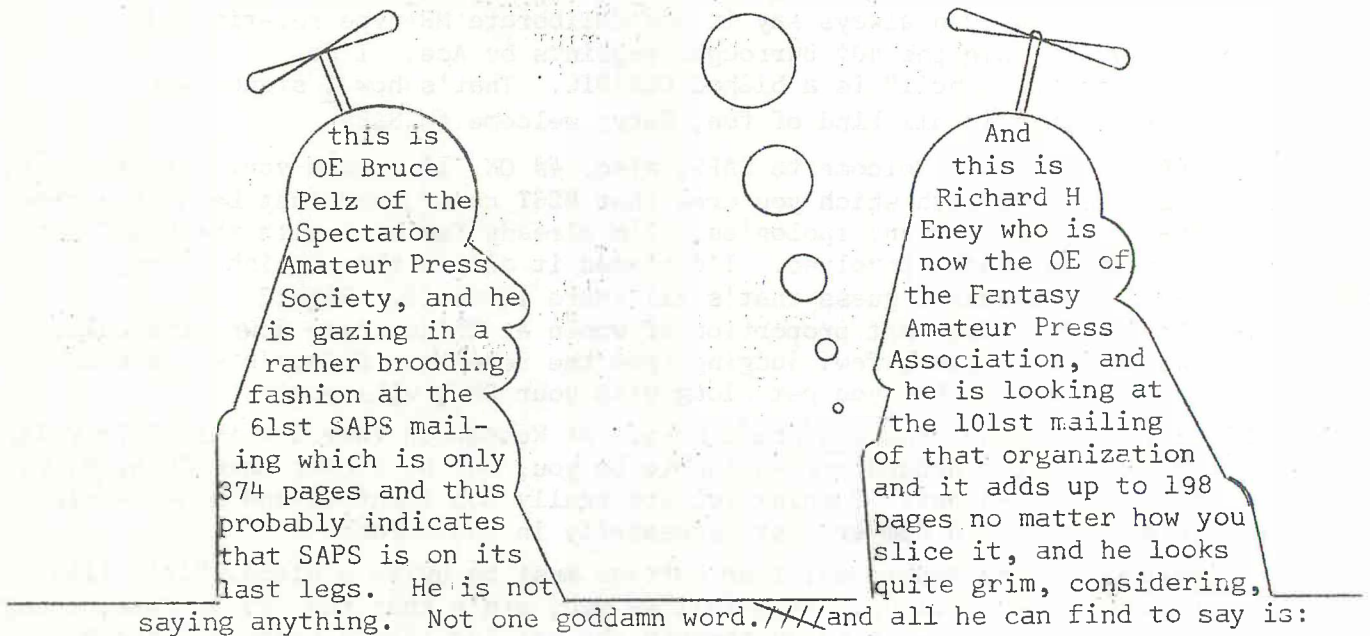 this is
OE Bruce
Pelz of the
Spectator
Amateur Press
Society, and he
is gazing in a
rather brooding
fashion at the
61st SAPS mail-
ing which is only
374 pages and thus
probably indicates
that SAPS is on its
last legs. He is not
saying anything. Not one goddamn word.
And
this is
Richard H
Eney who is
now the OE of
the Fantasy
Amateur Press
Association, and
he is looking at
the 101st mailing
of that organization
and it adds up to 198
pages no matter how you
slice it, and he looks
quite grim, considering,
////and all he can find to say is: